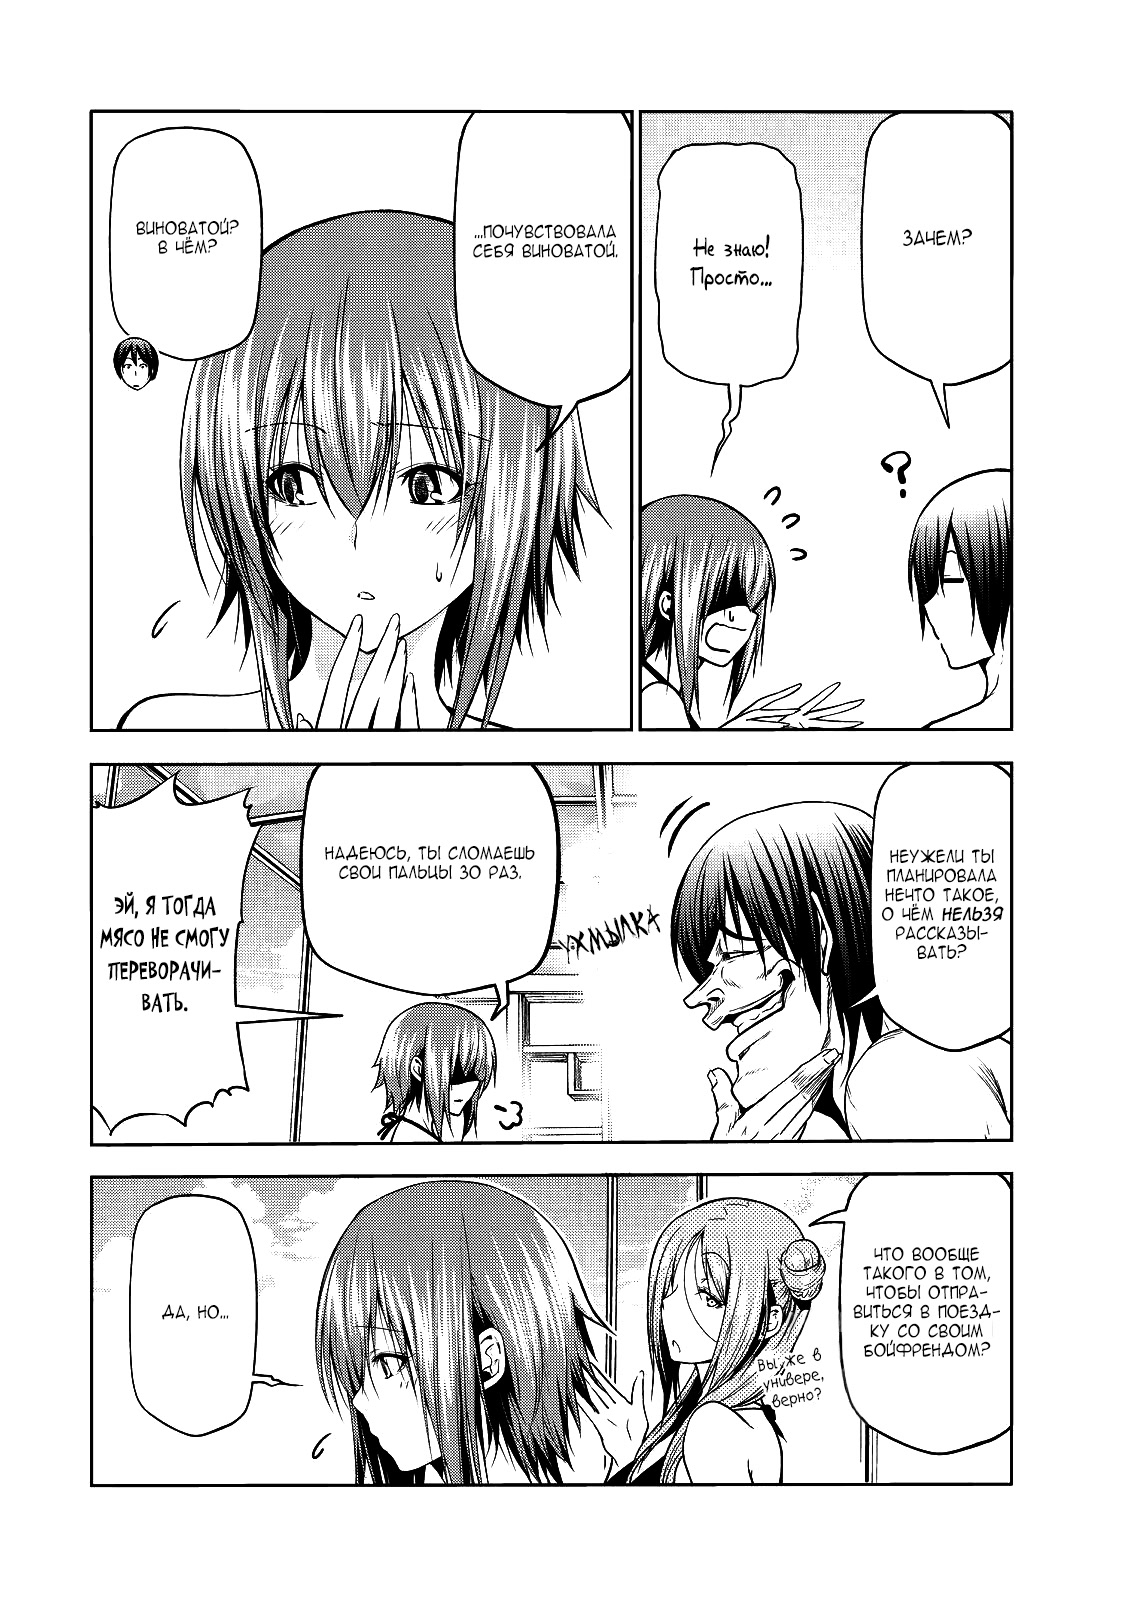 ЗАЧЕМ?
Не знаю!
Просто...
...ПОЧУВСТВОВАЛА
СЕБЯ ВИНОВАТОЙ.
ВИНОВАТОЙ?
В ЧЁМ?
НЕУЖЕЛИ ТЫ
ПЛАНИРОВАЛА
НЕЧТО ТАКОЕ,
О ЧЁМ НЕЛЬЗЯ
РАССКАЗЫ-
ВАТЬ?
УХМЫЛКА
НАДЕЮСЬ, ТЫ СЛОМАЕШЬ
СВОИ ПАЛЬЦЫ 30 РАЗ.
ЭЙ, Я ТОГДА
МЯСО НЕ СМОГУ
ПЕРЕВОРАЧИ-
ВАТЬ.
ЧТО ВООБЩЕ
ТАКОГО В ТОМ,
ЧТОБЫ ОТПРА-
ВИТЬСЯ В ПОЕЗД-
КУ СО СВОИМ
БОЙФРЕНДОМ?
Вы же в
универе,
верно?
ДА, НО...